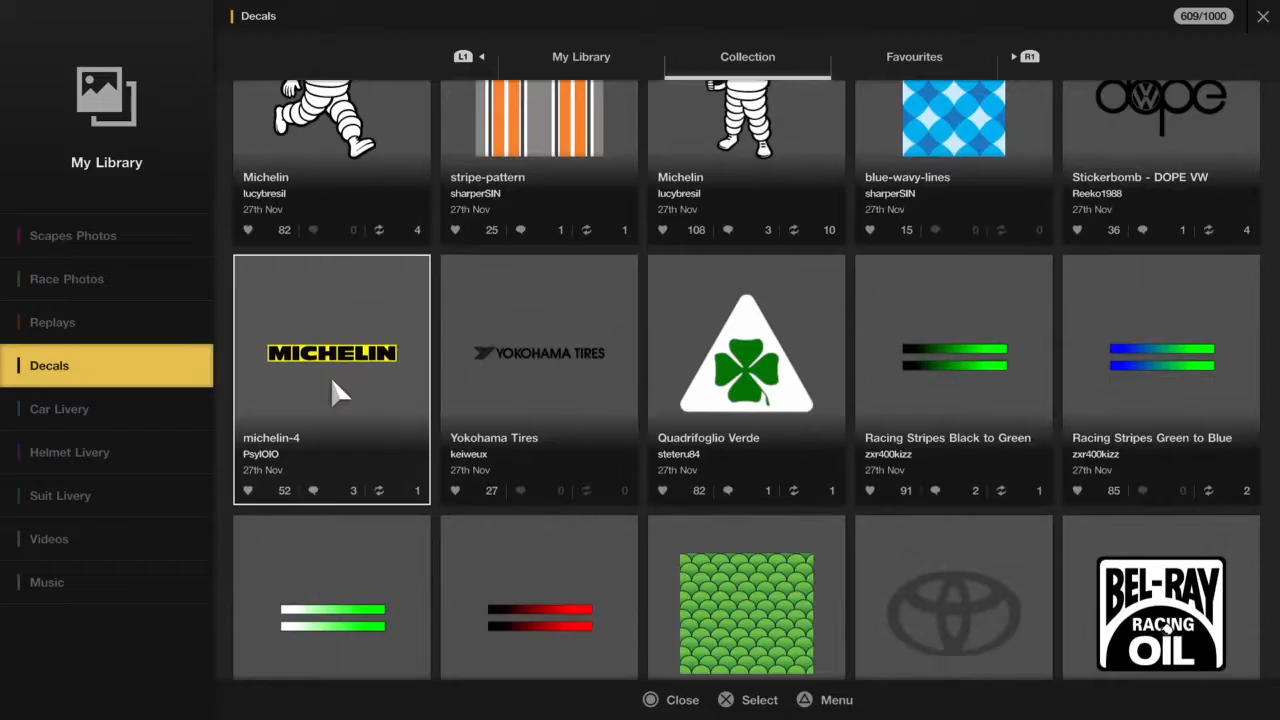 Decals
609/1000
L1
My Library
Collection
Favourites
R1
My Library
Scapes Photos
Race Photos
Replays
Decals
Car Livery
Helmet Livery
Suit Livery
Videos
Music
Michelin
lucybresil
27th Nov
82 0 4
stripe-pattern
sharperSIN
27th Nov
25 1 1
Michelin
lucybresil
27th Nov
108 3 10
blue-wavy-lines
sharperSIN
27th Nov
15 0 0
dope
Stickerbomb - DOPE VW
Reeko1988
27th Nov
36 1 4
MICHELIN
michelin-4
PsyIOIO
27th Nov
52 3 1
YOKOHAMA TIRES
Yokohama Tires
keiweux
27th Nov
27 0 0
Quadrifoglio Verde
steteru84
27th Nov
82 1 1
Racing Stripes Black to Green
zxr400kizz
27th Nov
91 2 1
Racing Stripes Green to Blue
zxr400kizz
27th Nov
85 0 2
BEL-RAY
RACING
OIL
Close
Select
Menu